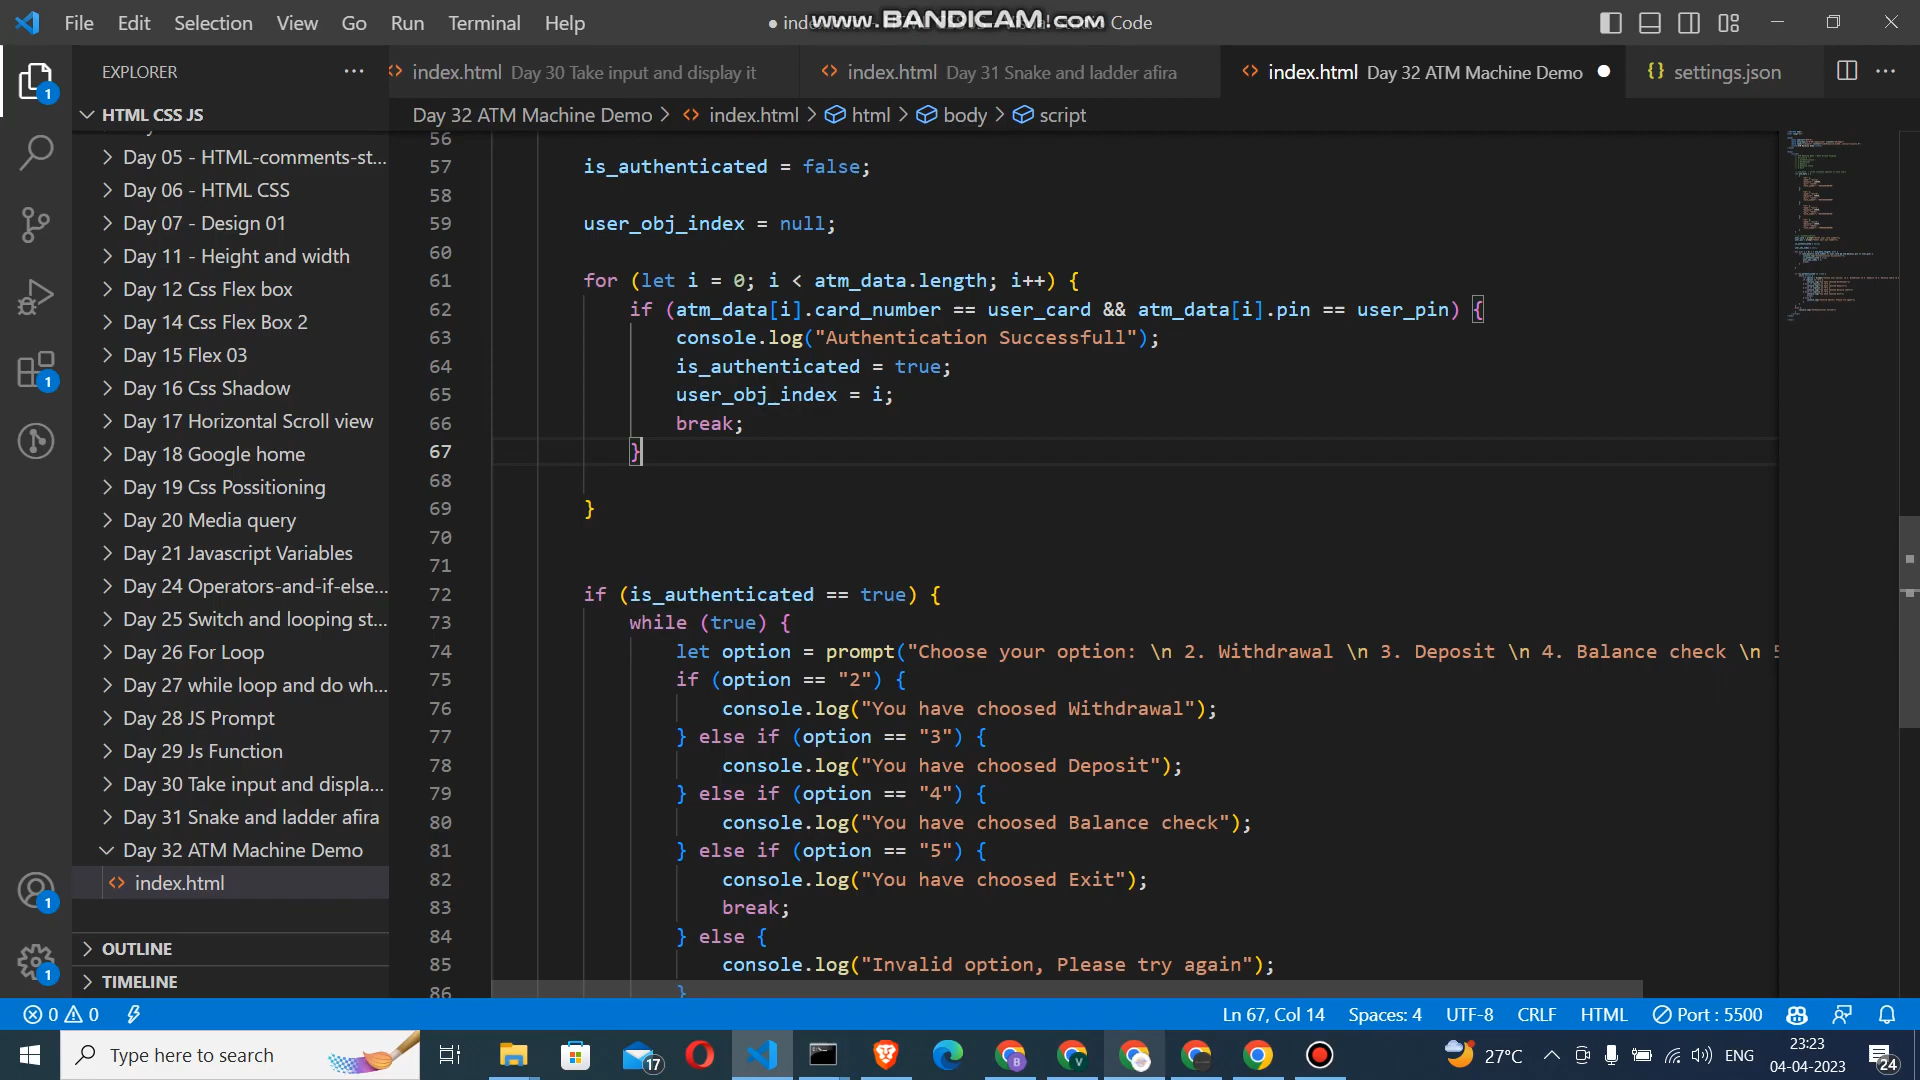 File Edit Selection View Go Run Terminal Help
www.BANDICAM.com
Code
EXPLORER
index.html Day 30 Take input and display it
index.html Day 31 Snake and ladder afira
index.html Day 32 ATM Machine Demo
settings.json
HTML CSS JS
Day 32 ATM Machine Demo > index.html > html > body > script
Day 05 - HTML-comments-st...
Day 06 - HTML CSS
Day 07 - Design 01
Day 11 - Height and width
Day 12 Css Flex box
Day 14 Css Flex Box 2
Day 15 Flex 03
Day 16 Css Shadow
Day 17 Horizontal Scroll view
Day 18 Google home
Day 19 Css Possitioning
Day 20 Media query
Day 21 Javascript Variables
Day 24 Operators-and-if-else...
Day 25 Switch and looping st...
Day 26 For Loop
Day 27 while loop and do wh...
Day 28 JS Prompt
Day 29 Js Function
Day 30 Take input and displa...
Day 31 Snake and ladder afira
Day 32 ATM Machine Demo
index.html
OUTLINE
TIMELINE
56
57 is_authenticated = false;
58
59 user_obj_index = null;
60
61 for (let i = 0; i < atm_data.length; i++) {
62 if (atm_data[i].card_number == user_card && atm_data[i].pin == user_pin) {
63 console.log("Authentication Successfull");
64 is_authenticated = true;
65 user_obj_index = i;
66 break;
67 }
68
69 }
70
71
72 if (is_authenticated == true) {
73 while (true) {
74 let option = prompt("Choose your option: \n 2. Withdrawal \n 3. Deposit \n 4. Balance check \n 5
75 if (option == "2") {
76 console.log("You have choosed Withdrawal");
77 } else if (option == "3") {
78 console.log("You have choosed Deposit");
79 } else if (option == "4") {
80 console.log("You have choosed Balance check");
81 } else if (option == "5") {
82 console.log("You have choosed Exit");
83 break;
84 } else {
85 console.log("Invalid option, Please try again");
86 }
0 0 Ln 67, Col 14 Spaces: 4 UTF-8 CRLF HTML Port : 5500
Type here to search
17
27°C
ENG
23:23
04-04-2023
24